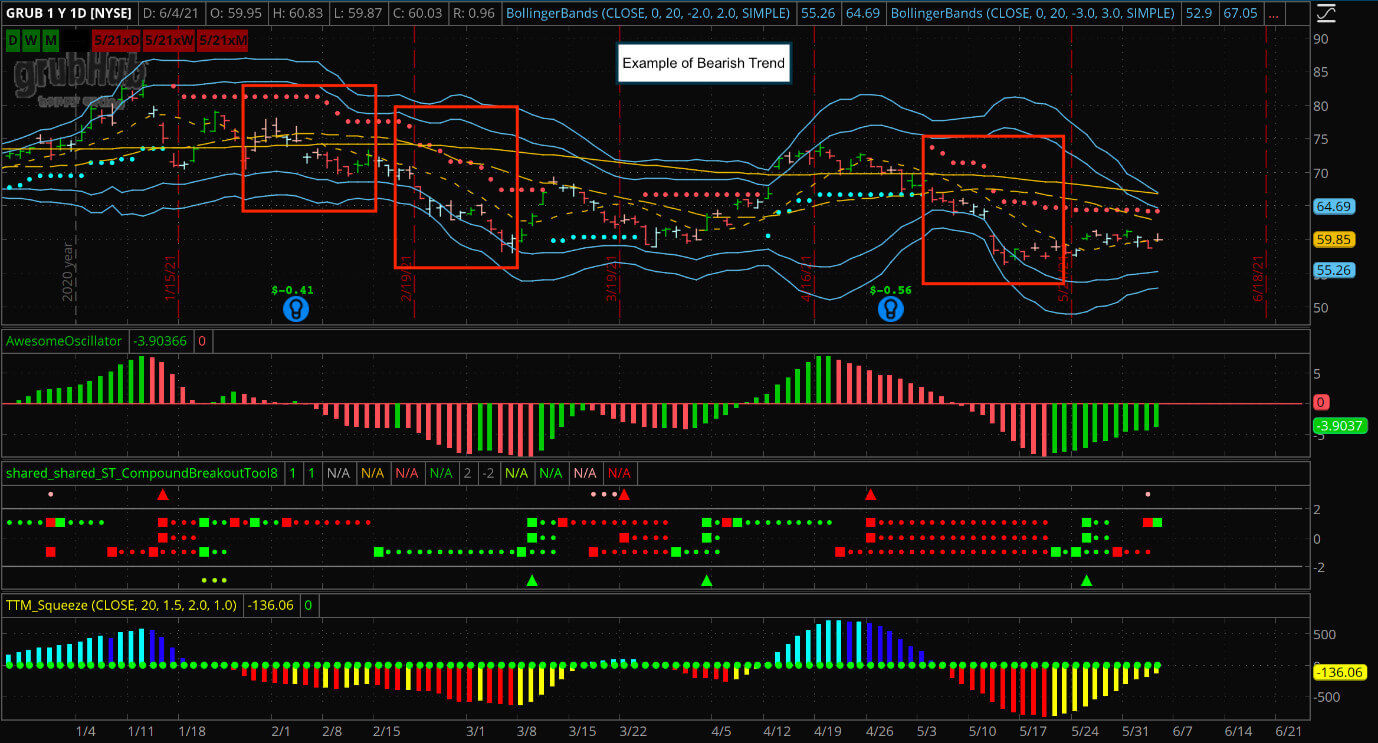 GRUB 1 Y 1D [NYSE] D: 6/4/21 O: 59.95 H: 60.83 L: 59.87 C: 60.03 R: 0.96 BollingerBands (CLOSE, 0, 20, -2.0, 2.0, SIMPLE) 55.26 64.69 BollingerBands (CLOSE, 0, 20, -3.0, 3.0, SIMPLE) 52.9 67.05 ...
D W M 5/21xD 5/21xW 5/21xM
Example of Bearish Trend
grubHub
90
85
80
75
70
64.69
59.85
55.26
50
2020 year
1/15/21
2/19/21
3/19/21
4/16/21
6/18/21
$-0.41
$-0.56
AwesomeOscillator -3.90366 0
5
0
-3.9037
-5
shared_shared_ST_CompoundBreakoutTool8 1 1 N/A N/A N/A N/A 2 -2 N/A N/A N/A N/A
2
0
-2
TTM_Squeeze (CLOSE, 20, 1.5, 2.0, 1.0) -136.06 0
500
-136.06
-500
1/4 1/11 1/18 2/1 2/8 2/15 3/1 3/8 3/15 3/22 4/5 4/12 4/19 4/26 5/3 5/10 5/17 5/24 5/31 6/7 6/21